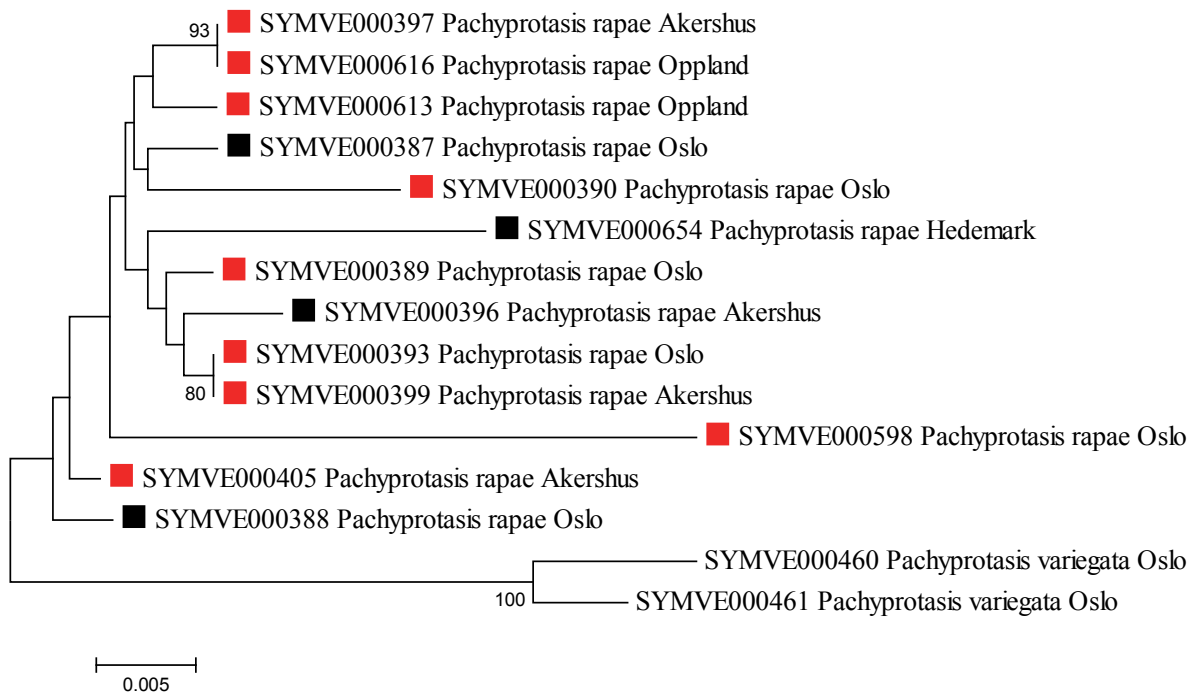 93
SYMVE000397 Pachyprotasis rapae Akershus
SYMVE000616 Pachyprotasis rapae Oppland
SYMVE000613 Pachyprotasis rapae Oppland
SYMVE000387 Pachyprotasis rapae Oslo
SYMVE000390 Pachyprotasis rapae Oslo
SYMVE000654 Pachyprotasis rapae Hedemark
SYMVE000389 Pachyprotasis rapae Oslo
SYMVE000396 Pachyprotasis rapae Akershus
SYMVE000393 Pachyprotasis rapae Oslo
80
SYMVE000399 Pachyprotasis rapae Akershus
SYMVE000598 Pachyprotasis rapae Oslo
SYMVE000405 Pachyprotasis rapae Akershus
SYMVE000388 Pachyprotasis rapae Oslo
SYMVE000460 Pachyprotasis variegata Oslo
100
SYMVE000461 Pachyprotasis variegata Oslo
0.005